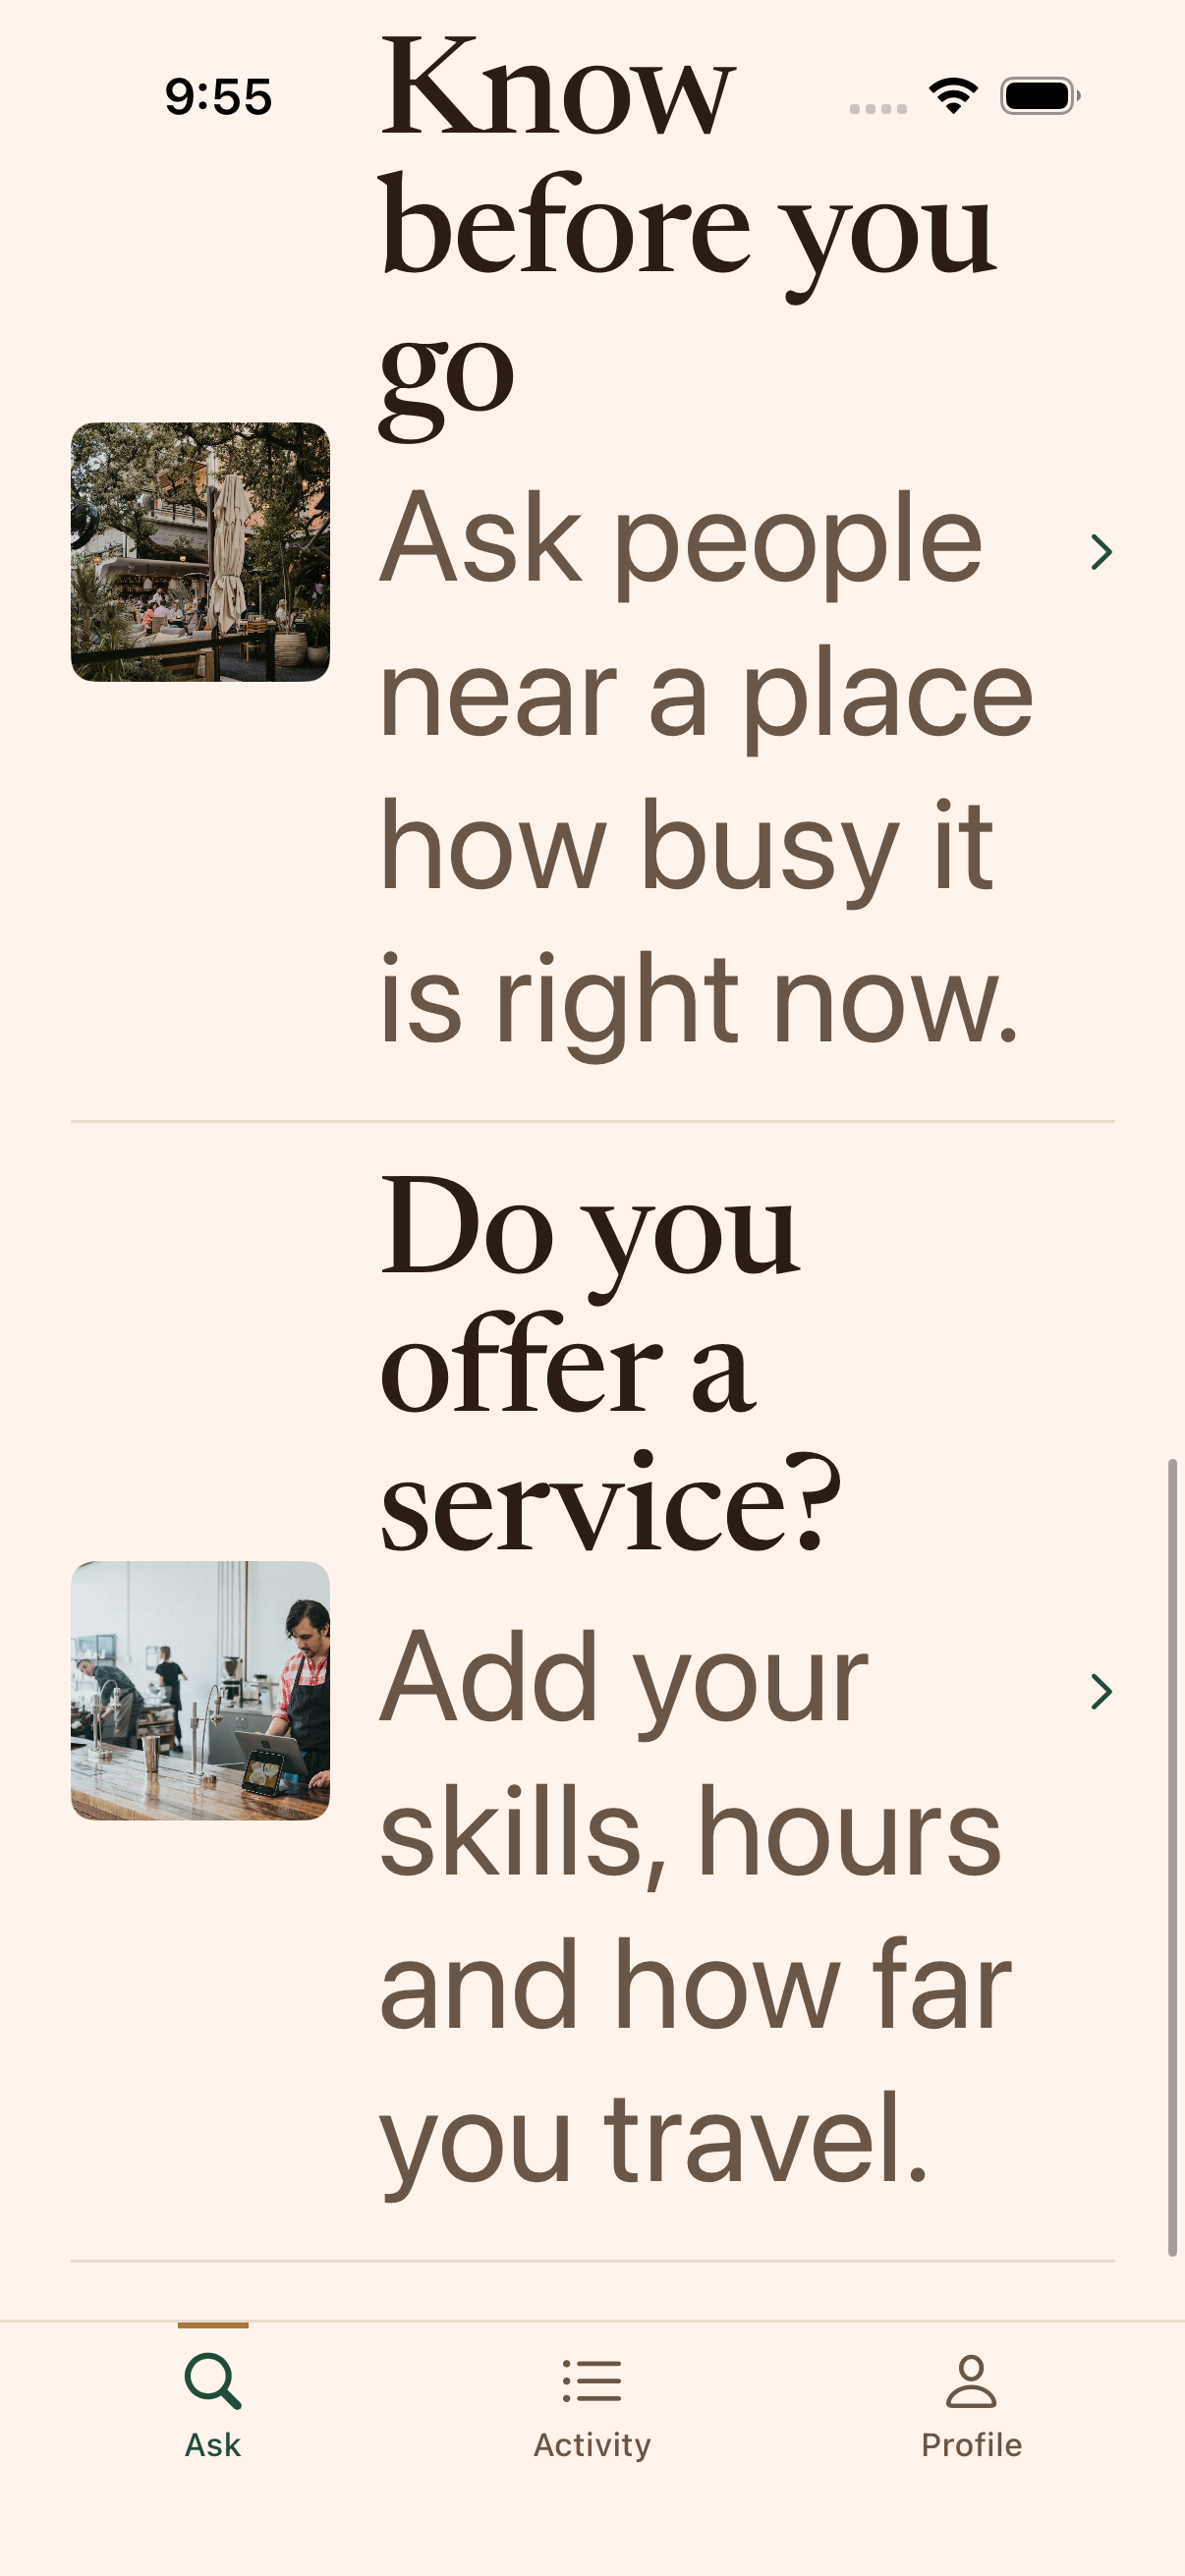 9:55
Know
before you
go
Ask people
near a place
how busy it
is right now.
Do you
offer a
service?
Add your
skills, hours
and how far
you travel.
Ask
Activity
Profile